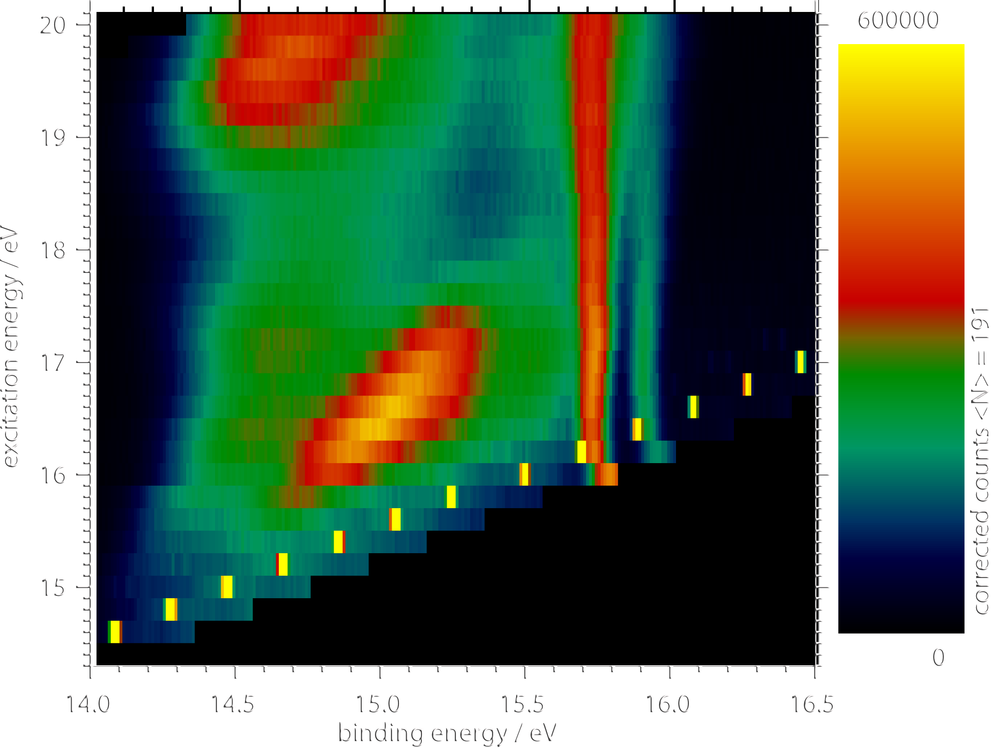 600000
20
19
18
17
16
15
excitation energy / eV
14.0 14.5 15.0 15.5 16.0 16.5
binding energy / eV
corrected counts <N> = 191
0